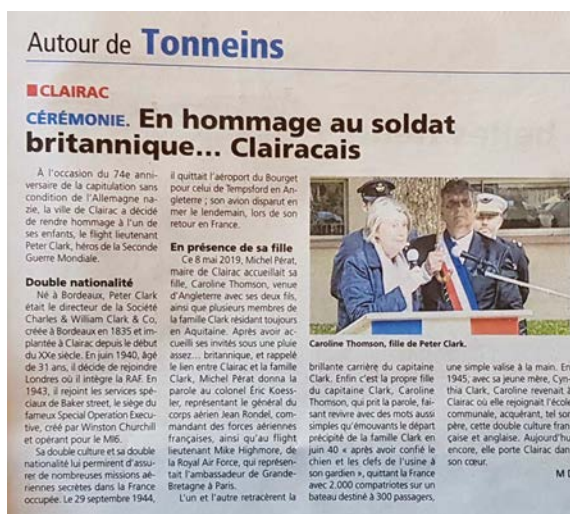 Autour de Tonneins
CLAIRAC
CÉRÉMONIE. En hommage au soldat
britannique... Clairacais
À l'occasion du 74e anni-
versaire de la capitulation sans
condition de l'Allemagne na-
zie, la ville de Clairac a décidé
de rendre hommage à l'un de
ses enfants, le flight lieutenant
Peter Clark, héros de la Seconde
Guerre Mondiale.
Double nationalité
Né à Bordeaux, Peter Clark
était le directeur de la Société
Charles & William Clark & Co,
créée à Bordeaux en 1835 et im-
plantée à Clairac depuis le début
du XXe siècle. En juin 1940, âgé
de 31 ans, il décide de rejoindre
Londres où il intègre la RAF. En
1943, il rejoint les services spé-
ciaux de Baker street, le siège du
fameux Special Operation Execu-
tive, créé par Winston Churchill
et opérant pour le MI6.
Sa double culture et sa double
nationalité lui permirent d'assu-
rer de nombreuses missions aé-
riennes secrètes dans la France
occupée. Le 29 septembre 1944,
il quittait l'aéroport du Bourget
pour celui de Tempsford en An-
gleterre ; son avion disparut en
mer le lendemain, lors de son
retour en France.
En présence de sa fille
Ce 8 mai 2019, Michel Pérat,
maire de Clairac accueillait sa
fille, Caroline Thomson, venue
d'Angleterre avec ses deux fils,
ainsi que plusieurs membres de
la famille Clark résidant toujours
en Aquitaine. Après avoir ac-
cueilli ses invités sous une pluie
assez.... britannique, et rappelé
le lien entre Clairac et la famille
Clark, Michel Pérat donna la
parole au colonel Éric Koess-
ler, représentant le général du
corps aérien Jean Rondel, com-
mandant des forces aériennes
françaises, ainsi qu'au flight
lieutenant Mike Highmore, de
la Royal Air Force, qui représen-
tait l'ambassadeur de Grande-
Bretagne à Paris.
L'un et l'autre retracèrent la
Caroline Thomson, fille de Peter Clark.
brillante carrière du capitaine
Clark. Enfin c'est la propre fille
du capitaine Clark, Caroline
Thomson, qui prit la parole, fai-
sant revivre avec des mots aussi
simples qu'émouvants le départ
précipité de la famille Clark en
juin 40 « après avoir confié le
chien et les clefs de l'usine à
son gardien », quittant la France
avec 2.000 compatriotes sur un
bateau destiné à 300 passagers,
une simple valise à la main. En
1945, avec sa jeune mère, Cyn-
thia Clark, Caroline revenait à
Clairac où elle rejoignait l'école
communale, acquérant, tel son
père, cette double culture fran-
çaise et anglaise. Aujourd'hui
encore, elle porte Clairac dans
son cœur.
M D